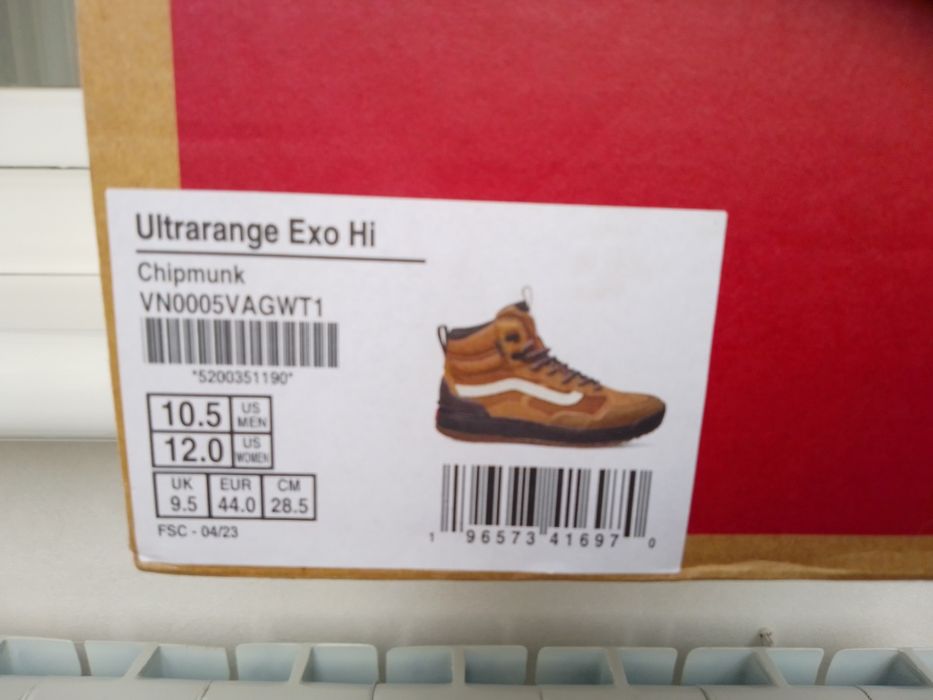 Ultrarange Exo Hi
Chipmunk
VN0005VAGWT1
*5200351190*
10.5 US MEN
12.0 US WOMEN
UK EUR CM
9.5 44.0 28.5
FSC - 04/23
1 96573 41697 0